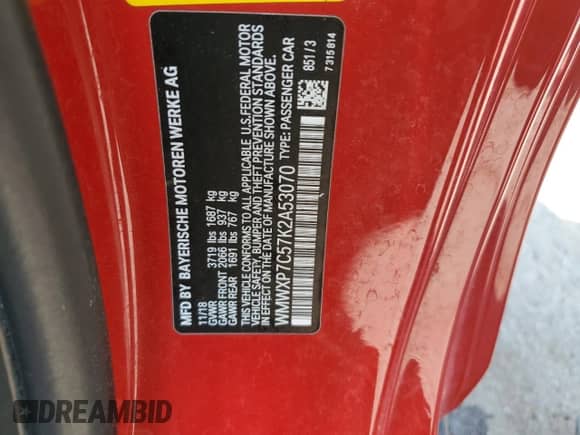 MFD BY BAYERISCHE MOTOREN WERKE AG
11/18
GVWR 3719 lbs 1687 kg
GAWR FRONT 2066 lbs 937 kg
GAWR REAR 1691 lbs 767 kg
THIS VEHICLE CONFORMS TO ALL APPLICABLE U.S. FEDERAL MOTOR
VEHICLE SAFETY, BUMPER AND THEFT PREVENTION STANDARDS
IN EFFECT ON THE DATE OF MANUFACTURE SHOWN ABOVE.
WMWXP7C57K2A53070 TYPE: PASSENGER CAR
851 / 3
7315814
DREAMBID